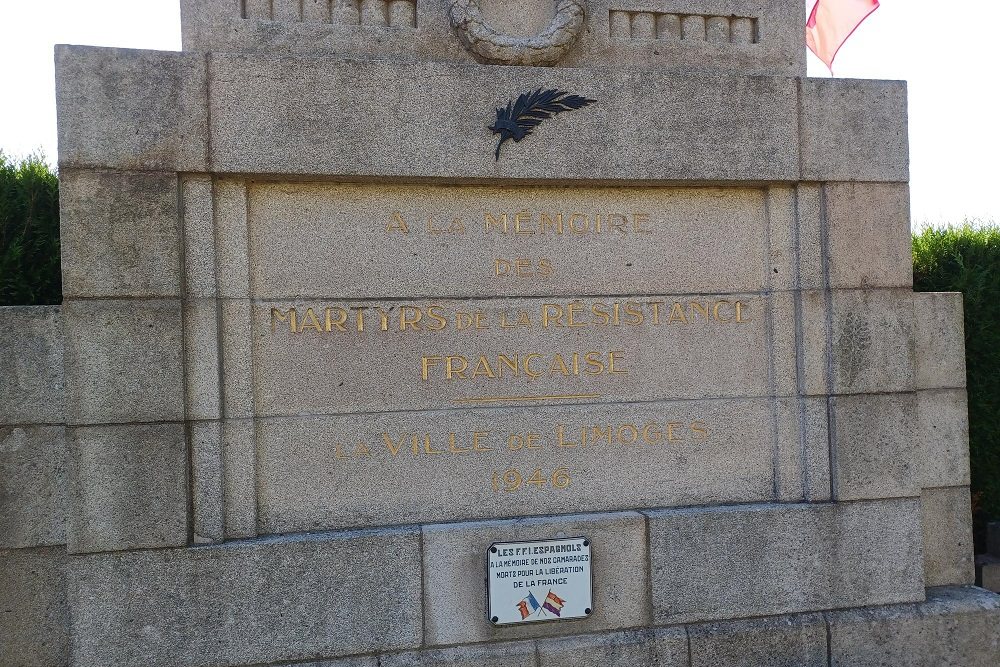 A LA MÉMOIRE
DES
MARTYRS DE LA RÉSISTANCE
FRANÇAISE
LA VILLE DE LIMOGES
1946
LES F.F.I. ESPAGNOLS
A LA MÉMOIRE DE NOS CAMARADES
MORTS POUR LA LIBÉRATION
DE LA FRANCE